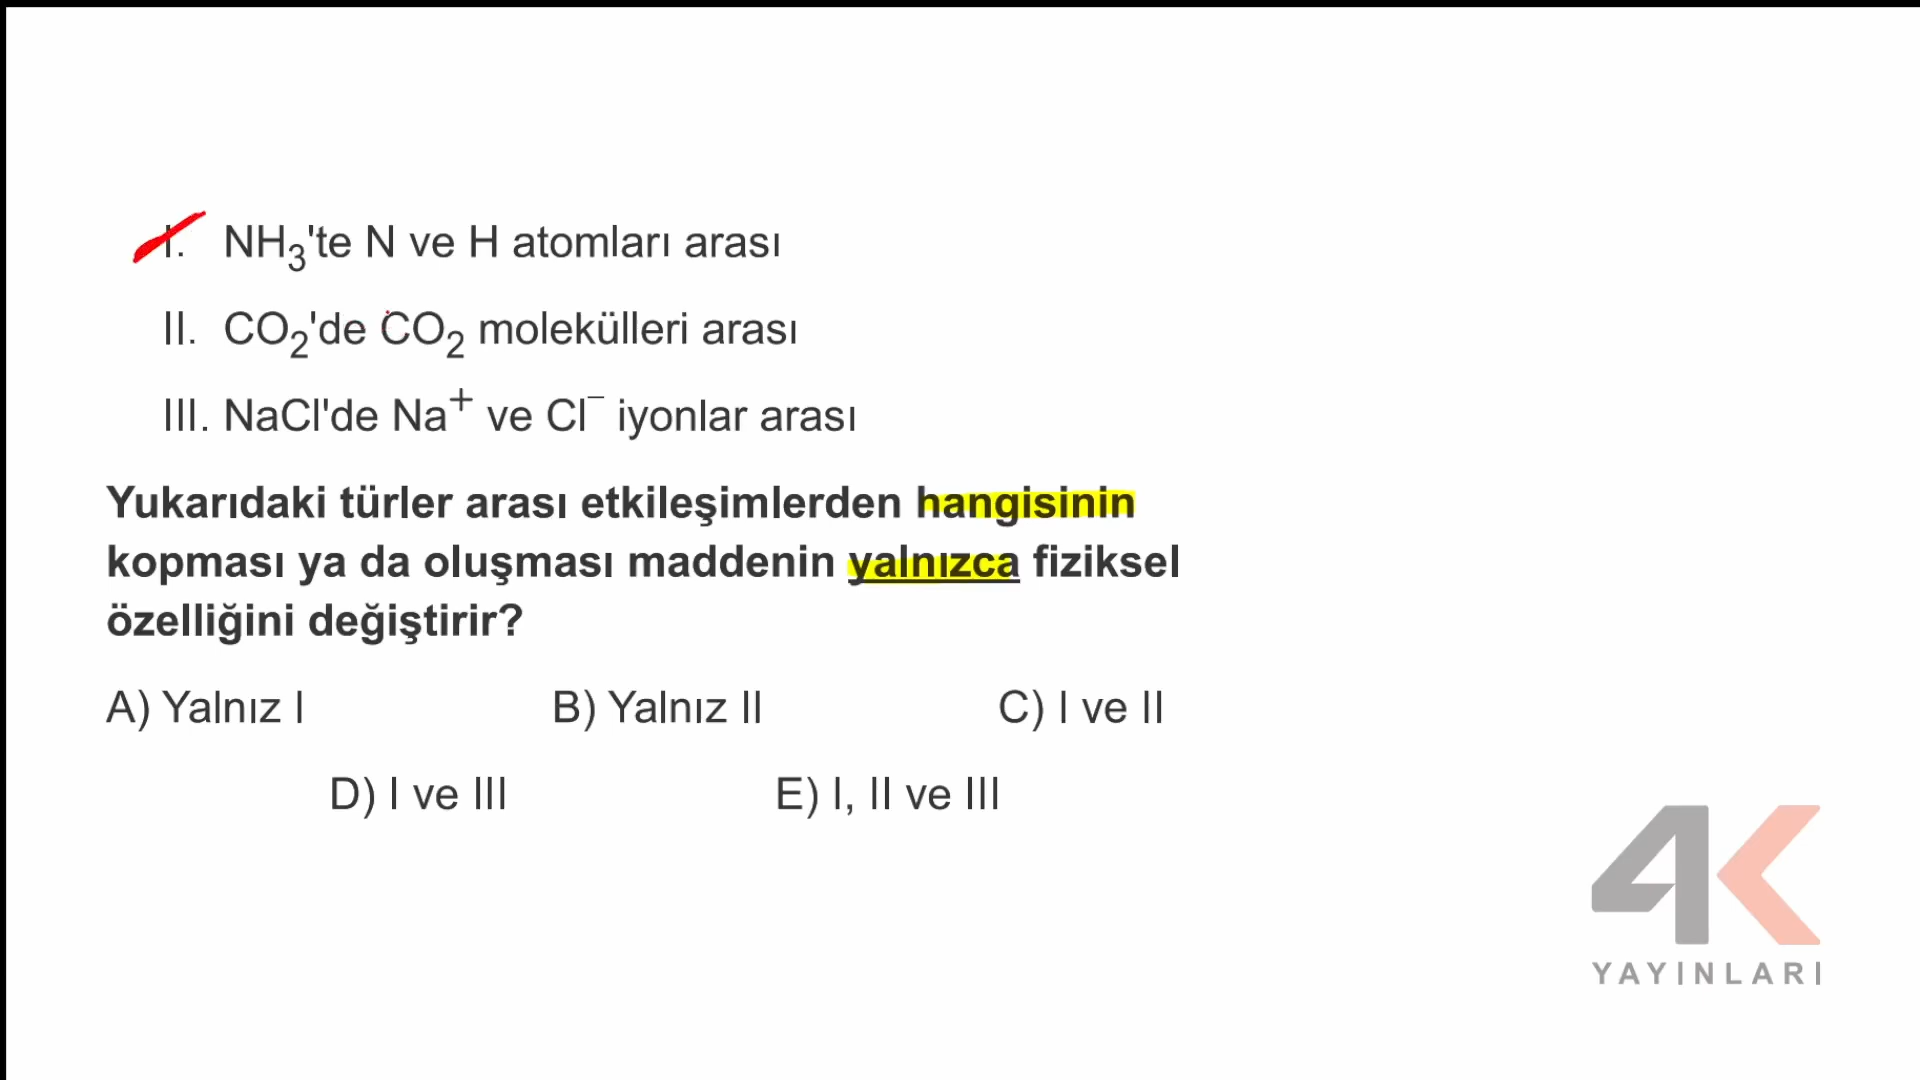 I. NH₃'te N ve H atomları arası
II. CO₂'de CO₂ molekülleri arası
III. NaCl'de Na⁺ ve Cl⁻ iyonlar arası
Yukarıdaki türler arası etkileşimlerden hangisinin
kopması ya da oluşması maddenin yalnızca fiziksel
özelliğini değiştirir?
A) Yalnız I B) Yalnız II C) I ve II
D) I ve III E) I, II ve III
4K
YAYINLARI